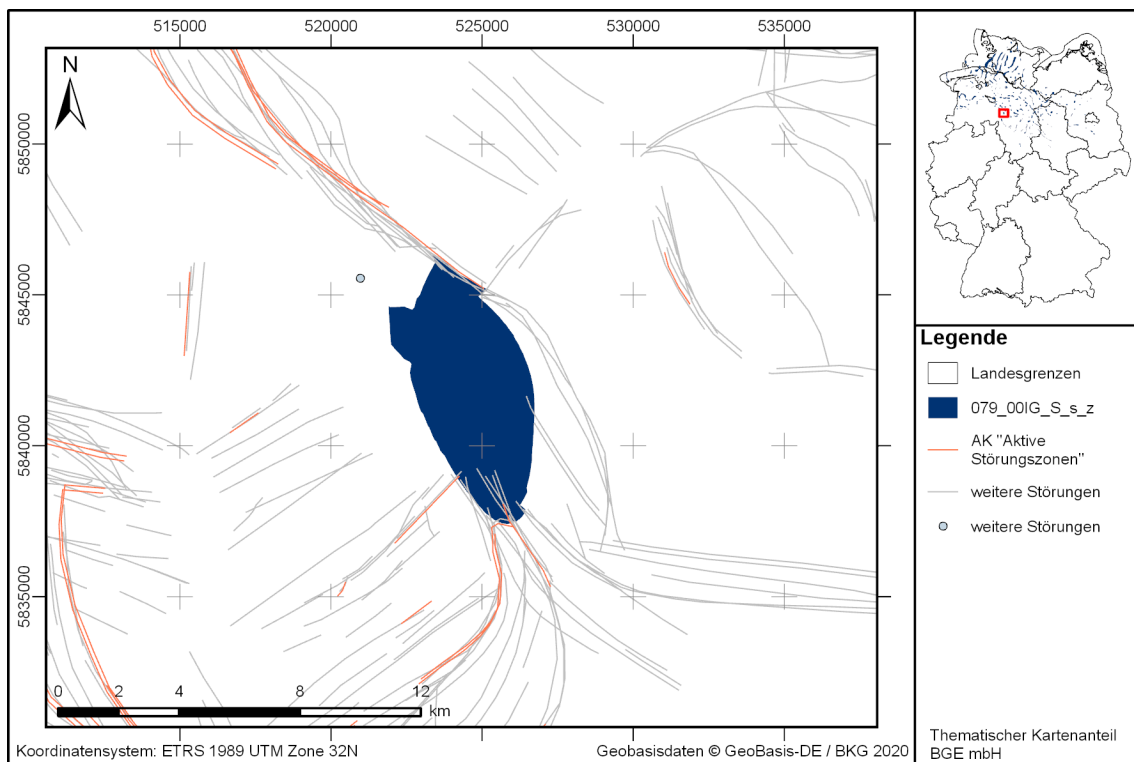 515000 520000 525000 530000 535000
N
5850000
5845000
5840000
5835000
0 2 4 8 12
km
Koordinatensystem: ETRS 1989 UTM Zone 32N
Geobasisdaten © GeoBasis-DE / BKG 2020
Legende
Landesgrenzen
079_00IG_S_s_z
AK "Aktive
Störungszonen"
weitere Störungen
weitere Störungen
Thematischer Kartenanteil
BGE mbH